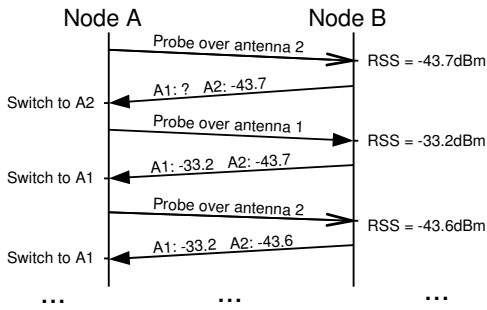 Node A
Node B
Probe over antenna 2
RSS = -43.7dBm
A1: ? A2: -43.7
Switch to A2
Probe over antenna 1
RSS = -33.2dBm
A1: -33.2 A2: -43.7
Switch to A1
Probe over antenna 2
RSS = -43.6dBm
A1: -33.2 A2: -43.6
Switch to A1
... ... ...